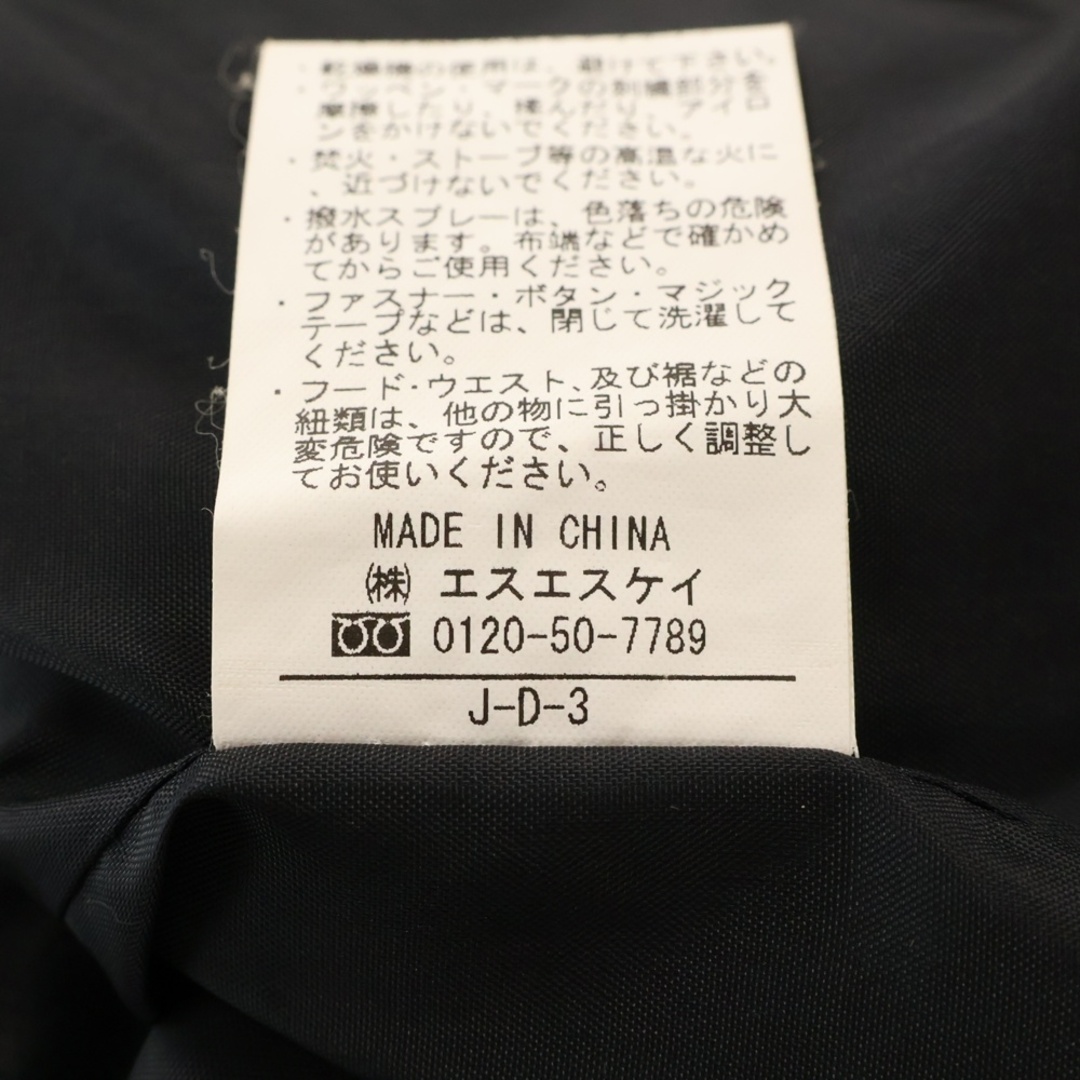 ・乾燥機の使用は、避けて下さい。
・ワッペン・マークの刺繍部分を
摩擦したり、揉んだり、アイロ
ンをかけないでください。
・焚火・ストーブ等の高温な火に
、近づけないでください。
・撥水スプレーは、色落ちの危険
があります。布端などで確かめ
てからご使用ください。
・ファスナー・ボタン・マジック
テープなどは、閉じて洗濯して
ください。
・フード・ウエスト、及び裾などの
紐類は、他の物に引っ掛かり大
変危険ですので、正しく調整し
てお使いください。
MADE IN CHINA
㈱ エスエスケイ
0120-50-7789
J-D-3